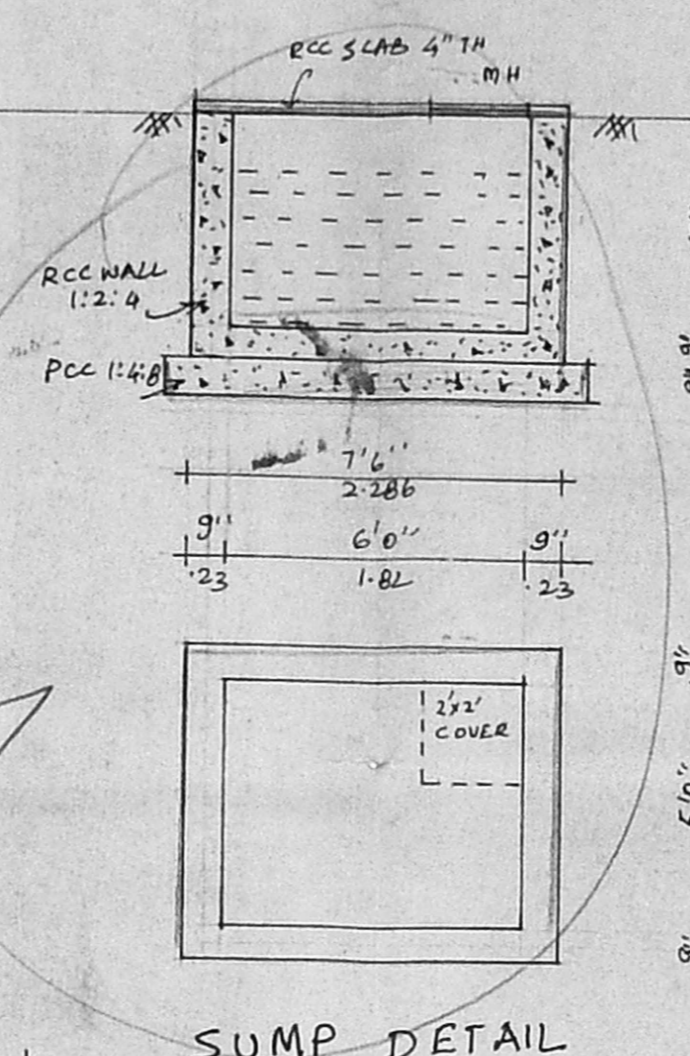 RCC SLAB 4" TH
MH
RCC WALL
1:2:4
PCC 1:4:8
7'6"
2.286
9" 6'0" 9"
.23 1.82 .23
2'x2'
COVER
9"
SUMP DETAIL